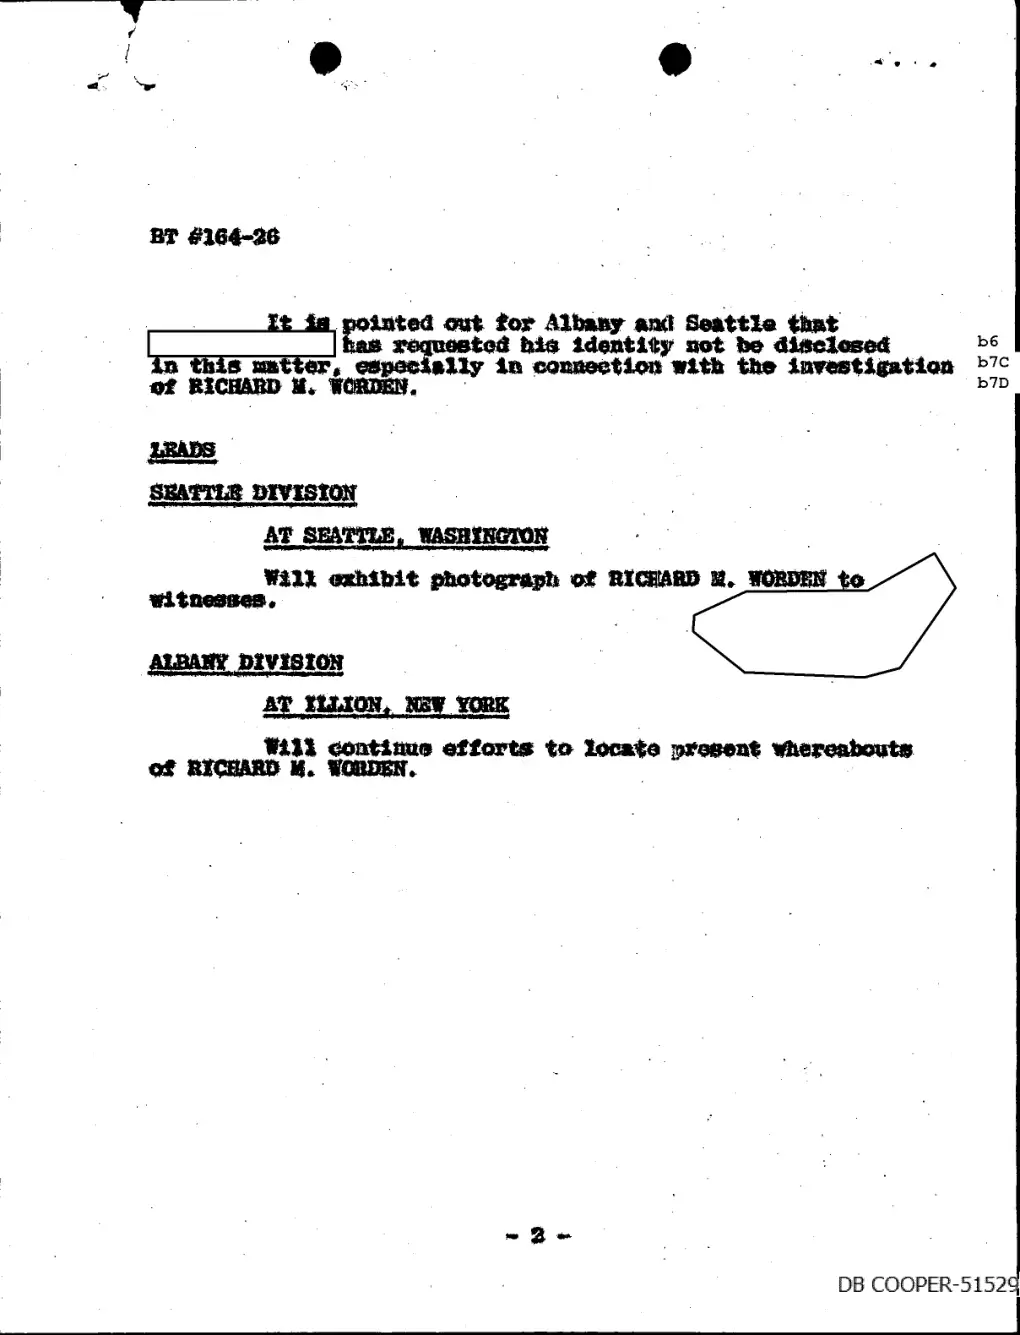 BT #164-26
It is pointed out for Albany and Seattle that
has requested his identity not be disclosed
b6
in this matter, especially in connection with the investigation
b7C
of RICHARD M. WORDEN.
b7D
LEADS
SEATTLE DIVISION
AT SEATTLE, WASHINGTON
Will exhibit photograph of RICHARD M. WORDEN to
witnesses.
ALBANY DIVISION
AT ILLION, NEW YORK
Will continue efforts to locate present whereabouts
of RICHARD M. WORDEN.
- 2 -
DB COOPER-51529